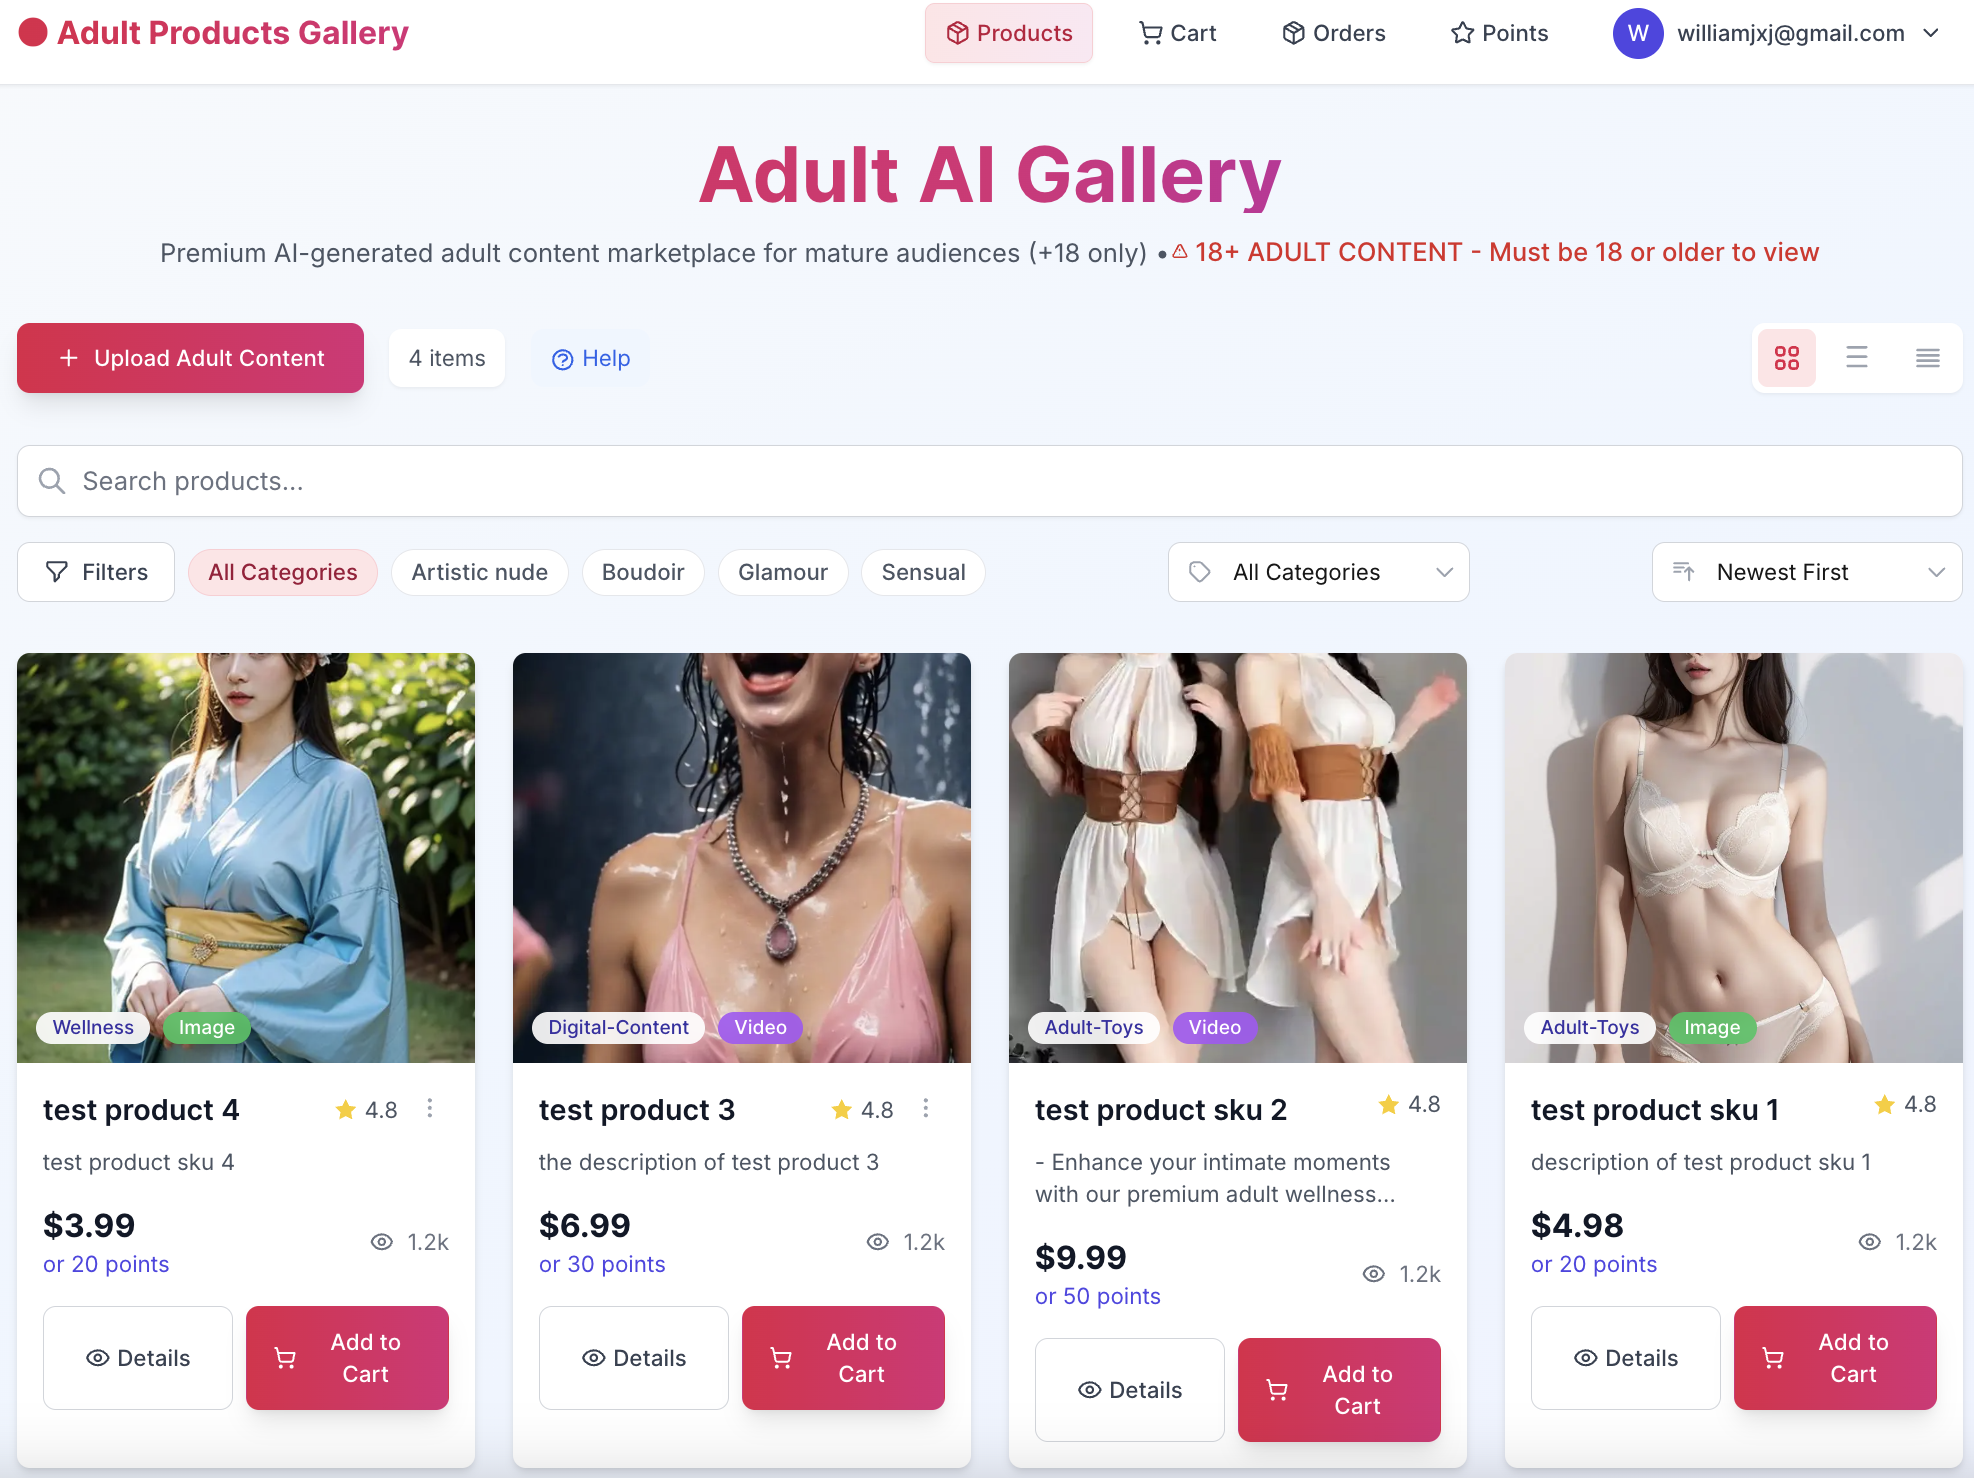 Adult Products Gallery
Products
Cart
Orders
Points
W
williamjxj@gmail.com
Adult AI Gallery
Premium AI-generated adult content marketplace for mature audiences (+18 only) • ⚠ 18+ ADULT CONTENT - Must be 18 or older to view
+ Upload Adult Content
4 items
Help
Search products...
Filters
All Categories
Artistic nude
Boudoir
Glamour
Sensual
All Categories
Newest First
Wellness
Image
test product 4
4.8
test product sku 4
$3.99
or 20 points
1.2k
Details
Add to
Cart
Digital-Content
Video
test product 3
4.8
the description of test product 3
$6.99
or 30 points
1.2k
Details
Add to
Cart
Adult-Toys
Video
test product sku 2
4.8
- Enhance your intimate moments
with our premium adult wellness...
$9.99
or 50 points
1.2k
Details
Add to
Cart
Adult-Toys
Image
test product sku 1
4.8
description of test product sku 1
$4.98
or 20 points
1.2k
Details
Add to
Cart